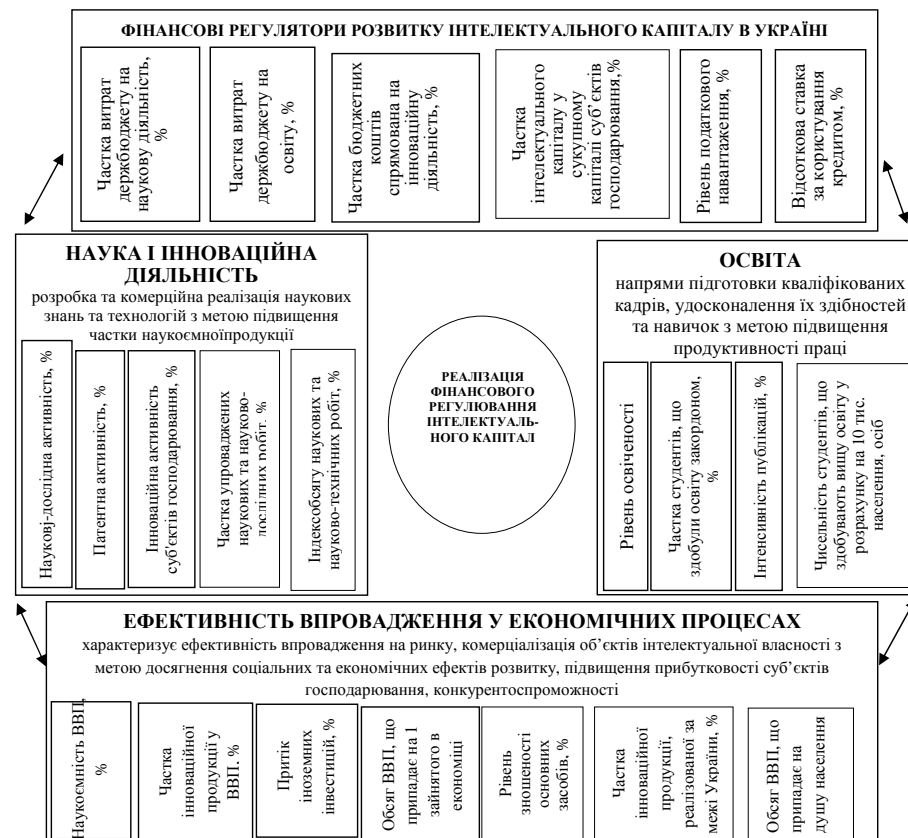 ФІНАНСОВІ РЕГУЛЯТОРИ РОЗВИТКУ ІНТЕЛЕКТУАЛЬНОГО КАПІТАЛУ В УКРАЇНІ
Частка витрат
держбюджету на
наукову діяльність,
%
Частка витрат
держбюджету на
освіту, %
Частка бюджетних
коштів
спрямована на
інноваційну
діяльність, %
Частка
інтелектуального
капіталу у
сукупному
капіталі суб’єктів
господарювання,%
Рівень податкового
навантаження, %
Відсоткова ставка
за користування
кредитом, %
НАУКА І ІННОВАЦІЙНА
ДІЯЛЬНІСТЬ
розробка та комерційна реалізація наукових
знань та технологій з метою підвищення
частки наукоємноїпродукції
Науковј-дослідна активність, %
Патентна активність, %
Інноваційна активність
суб'єктів господарювання, %
Частка упроваджених
наукових та науково-
дослідних робіт. %
Індексобсягу наукових та
науково-технічних робіт, %
РЕАЛІЗАЦІЯ
ФІНАНСОВОГО
РЕГУЛЮВАННЯ
ІНТЕЛЕКТУАЛЬ-
НОГО КАПІТАЛ
ОСВІТА
напрями підготовки кваліфікованих
кадрів, удосконалення їх здібностей
та навичок з метою підвищення
продуктивності праці
Рівень освіченості
Частка студентів, що
здобули освіту закордоном,
%
Інтенсивність публікацій, %
Чисельність студентів, що
здобувають вищу освіту у
розрахунку на 10 тис.
населення, осіб
ЕФЕКТИВНІСТЬ ВПРОВАДЖЕННЯ У ЕКОНОМІЧНИХ ПРОЦЕСАХ
характеризує ефективність впровадження на ринку, комерціалізація об’єктів інтелектуальної власності з
метою досягнення соціальних та економічних ефектів розвитку, підвищення прибутковості суб’єктів
господарювання, конкурентоспроможності
Наукоємність ВВП,
%
Частка
інноваційної
продукції у
ВВП. %
Притік
іноземних
інвестицій, %
Обсяг ВВП, що
припадає на 1
зайнятого в
економіці
Рівень
зношеності
основних
засобів, %
Частка
інноваційної
продукції,
реалізованої за
межі України, %
Обсяг ВВП, що
припадає на
душу населення